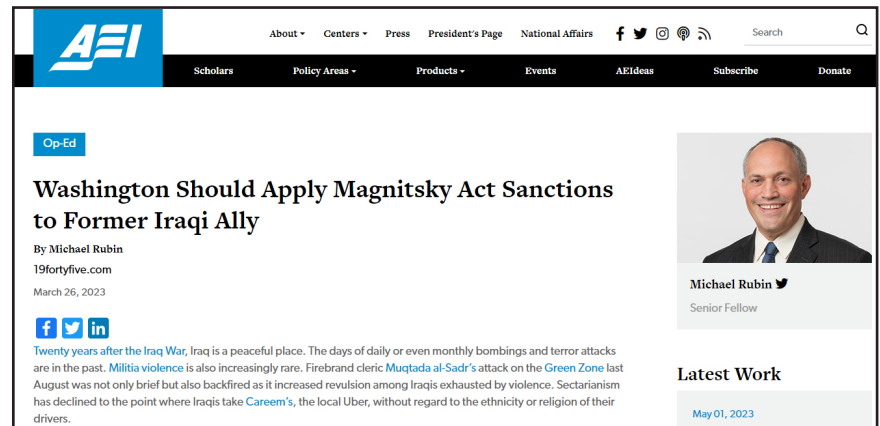 AEI
About Centers Press President's Page National Affairs Search
Scholars Policy Areas Products Events AEIdeas Subscribe Donate
Op-Ed
Washington Should Apply Magnitsky Act Sanctions
to Former Iraqi Ally
By Michael Rubin
19fortyfive.com
March 26, 2023
Twenty years after the Iraq War, Iraq is a peaceful place. The days of daily or even monthly bombings and terror attacks
are in the past. Militia violence is also increasingly rare. Firebrand cleric Muqtada al-Sadr's attack on the Green Zone last
August was not only brief but also backfired as it increased revulsion among Iraqis exhausted by violence. Sectarianism
has declined to the point where Iraqis take Careem's, the local Uber, without regard to the ethnicity or religion of their
drivers.
Michael Rubin
Senior Fellow
Latest Work
May 01, 2023